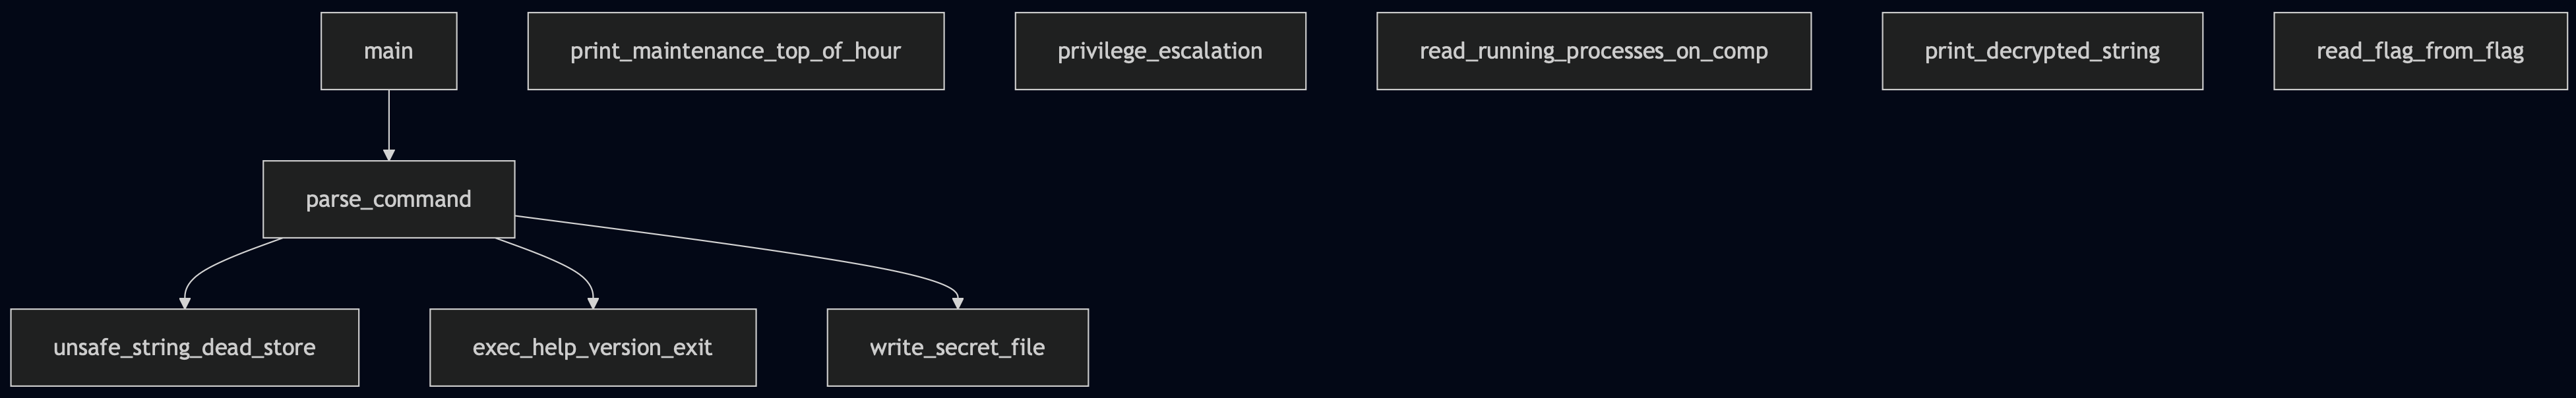 main
print_maintenance_top_of_hour
privilege_escalation
read_running_processes_on_comp
print_decrypted_string
read_flag_from_flag
parse_command
unsafe_string_dead_store
exec_help_version_exit
write_secret_file